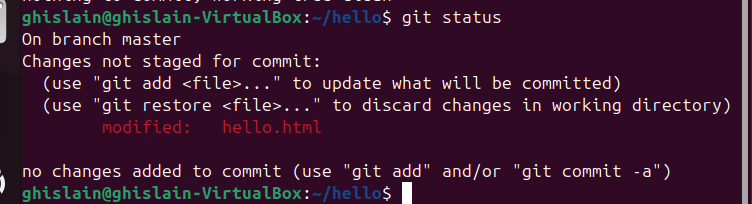 ghislain@ghislain-VirtualBox:~/hello$ git status
On branch master
Changes not staged for commit:
  (use "git add <file>..." to update what will be committed)
  (use "git restore <file>..." to discard changes in working directory)
        modified:   hello.html

no changes added to commit (use "git add" and/or "git commit -a")
ghislain@ghislain-VirtualBox:~/hello$